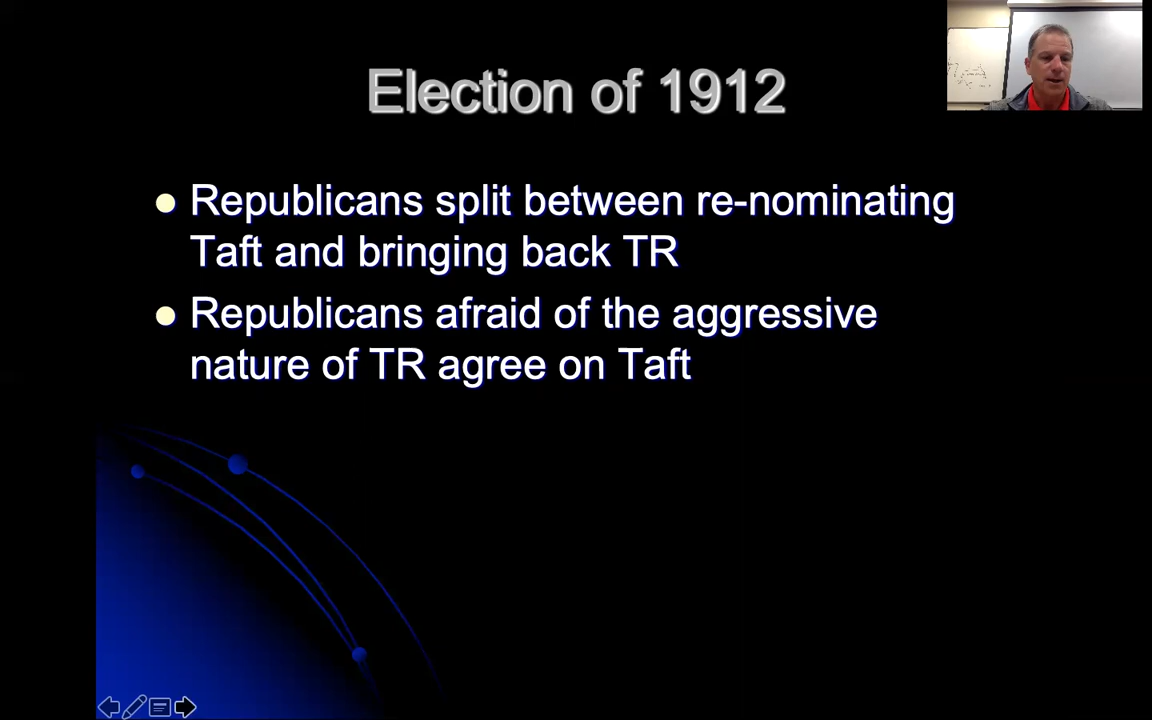 Election of 1912
Republicans split between re-nominating
Taft and bringing back TR
Republicans afraid of the aggressive
nature of TR agree on Taft